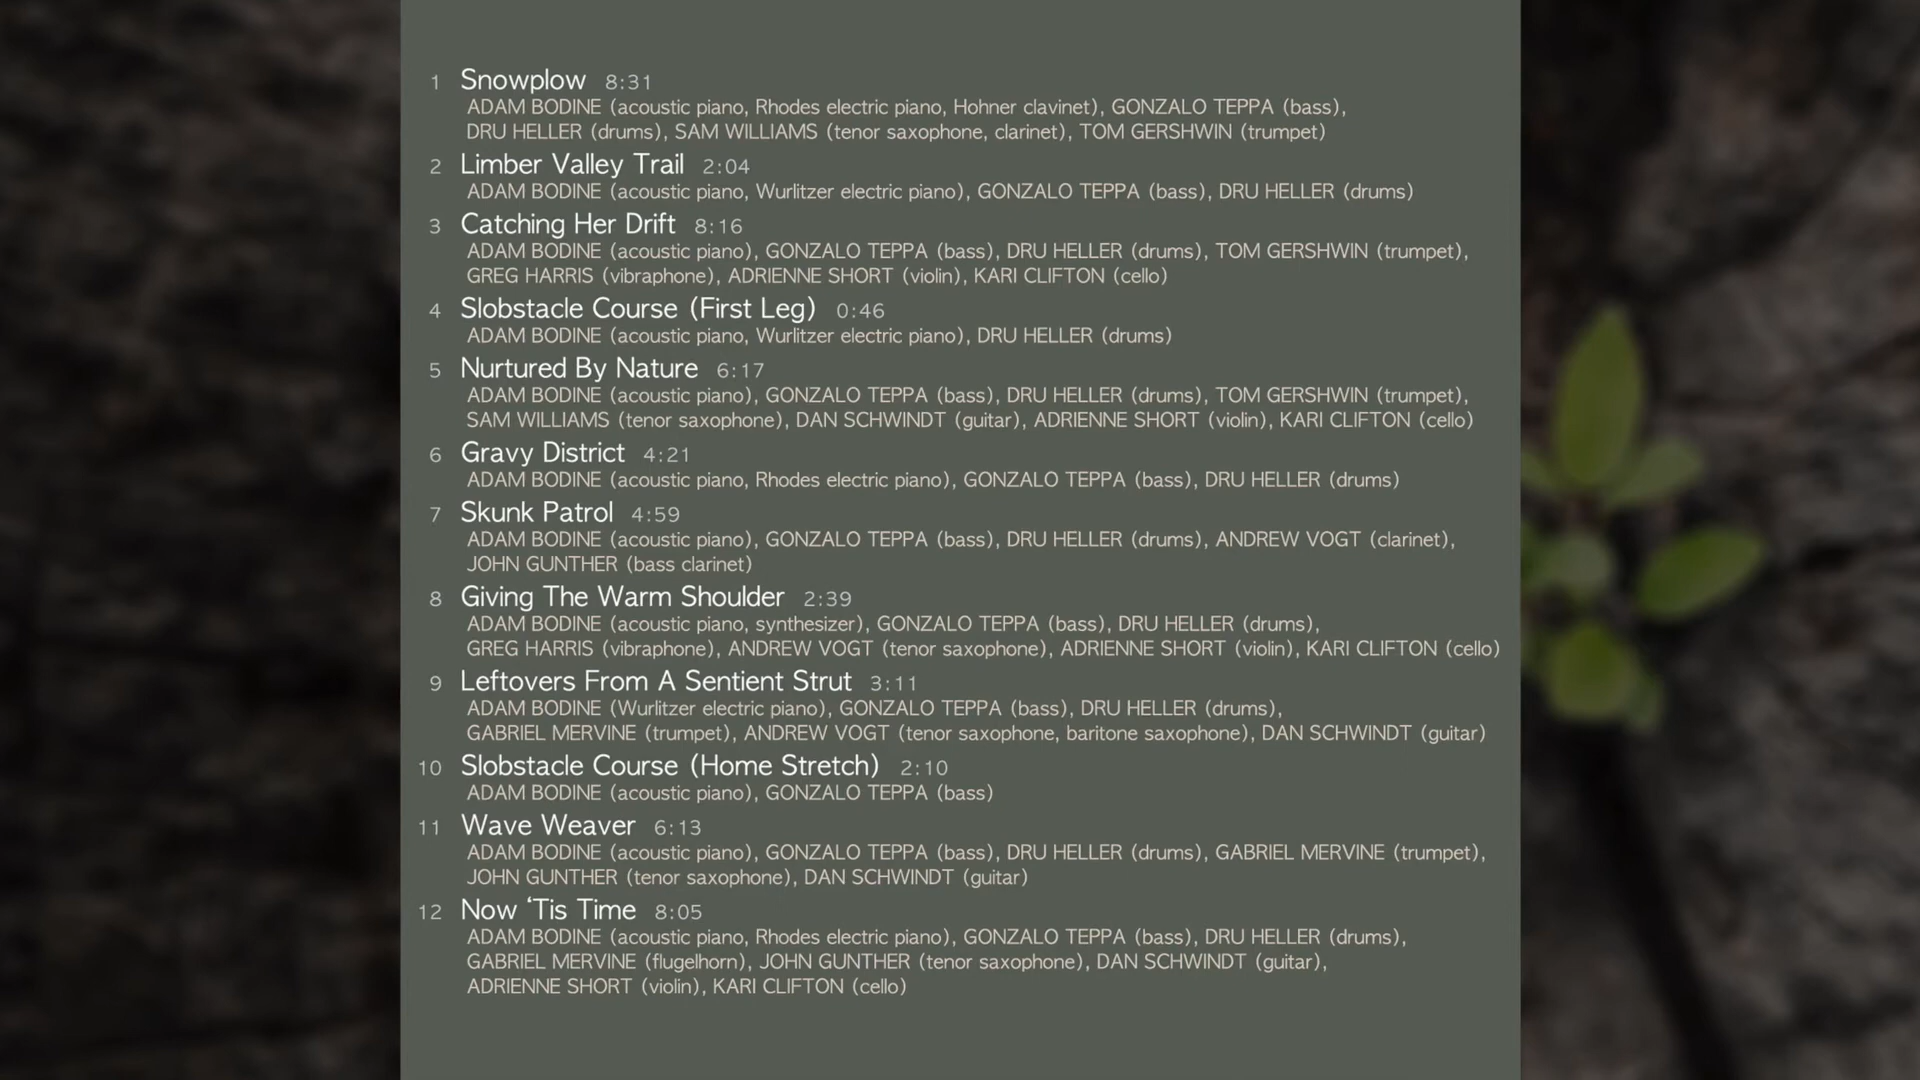 1 Snowplow 8:31
ADAM BODINE (acoustic piano, Rhodes electric piano, Hohner clavinet), GONZALO TEPPA (bass),
DRU HELLER (drums), SAM WILLIAMS (tenor saxophone, clarinet), TOM GERSHWIN (trumpet)
2 Limber Valley Trail 2:04
ADAM BODINE (acoustic piano, Wurlitzer electric piano), GONZALO TEPPA (bass), DRU HELLER (drums)
3 Catching Her Drift 8:16
ADAM BODINE (acoustic piano), GONZALO TEPPA (bass), DRU HELLER (drums), TOM GERSHWIN (trumpet),
GREG HARRIS (vibraphone), ADRIENNE SHORT (violin), KARI CLIFTON (cello)
4 Slobstacle Course (First Leg) 0:46
ADAM BODINE (acoustic piano, Wurlitzer electric piano), DRU HELLER (drums)
5 Nurtured By Nature 6:17
ADAM BODINE (acoustic piano), GONZALO TEPPA (bass), DRU HELLER (drums), TOM GERSHWIN (trumpet),
SAM WILLIAMS (tenor saxophone), DAN SCHWINDT (guitar), ADRIENNE SHORT (violin), KARI CLIFTON (cello)
6 Gravy District 4:21
ADAM BODINE (acoustic piano, Rhodes electric piano), GONZALO TEPPA (bass), DRU HELLER (drums)
7 Skunk Patrol 4:59
ADAM BODINE (acoustic piano), GONZALO TEPPA (bass), DRU HELLER (drums), ANDREW VOGT (clarinet),
JOHN GUNTHER (bass clarinet)
8 Giving The Warm Shoulder 2:39
ADAM BODINE (acoustic piano, synthesizer), GONZALO TEPPA (bass), DRU HELLER (drums),
GREG HARRIS (vibraphone), ANDREW VOGT (tenor saxophone), ADRIENNE SHORT (violin), KARI CLIFTON (cello)
9 Leftovers From A Sentient Strut 3:11
ADAM BODINE (Wurlitzer electric piano), GONZALO TEPPA (bass), DRU HELLER (drums),
GABRIEL MERVINE (trumpet), ANDREW VOGT (tenor saxophone, baritone saxophone), DAN SCHWINDT (guitar)
10 Slobstacle Course (Home Stretch) 2:10
ADAM BODINE (acoustic piano), GONZALO TEPPA (bass)
11 Wave Weaver 6:13
ADAM BODINE (acoustic piano), GONZALO TEPPA (bass), DRU HELLER (drums), GABRIEL MERVINE (trumpet),
JOHN GUNTHER (tenor saxophone), DAN SCHWINDT (guitar)
12 Now ‘Tis Time 8:05
ADAM BODINE (acoustic piano, Rhodes electric piano), GONZALO TEPPA (bass), DRU HELLER (drums),
GABRIEL MERVINE (flugelhorn), JOHN GUNTHER (tenor saxophone), DAN SCHWINDT (guitar),
ADRIENNE SHORT (violin), KARI CLIFTON (cello)